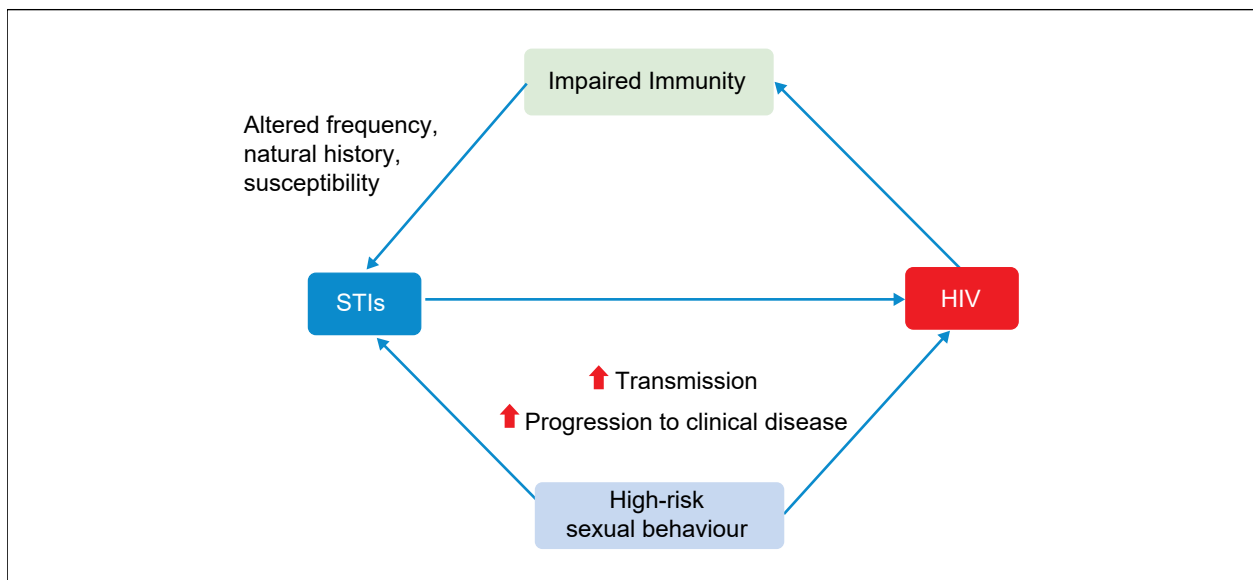 Impaired Immunity
Altered frequency,
natural history,
susceptibility
STIs
HIV
Transmission
Progression to clinical disease
High-risk
sexual behaviour